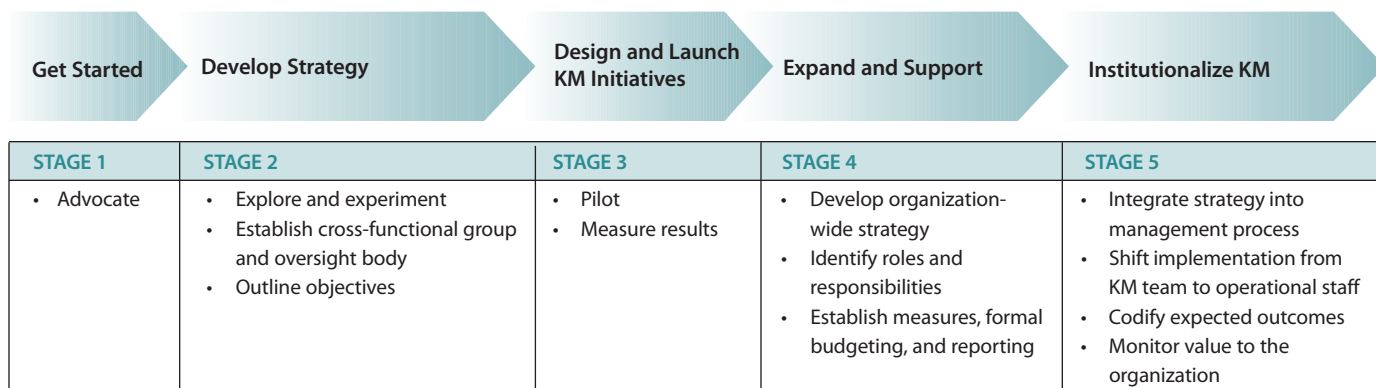 Get Started
Develop Strategy
Design and Launch
KM Initiatives
Expand and Support
Institutionalize KM
STAGE 1
• Advocate
STAGE 2
• Explore and experiment
• Establish cross-functional group
and oversight body
• Outline objectives
STAGE 3
• Pilot
• Measure results
STAGE 4
• Develop organization-
wide strategy
• Identify roles and
responsibilities
• Establish measures, formal
budgeting, and reporting
STAGE 5
• Integrate strategy into
management process
• Shift implementation from
KM team to operational staff
• Codify expected outcomes
• Monitor value to the
organization